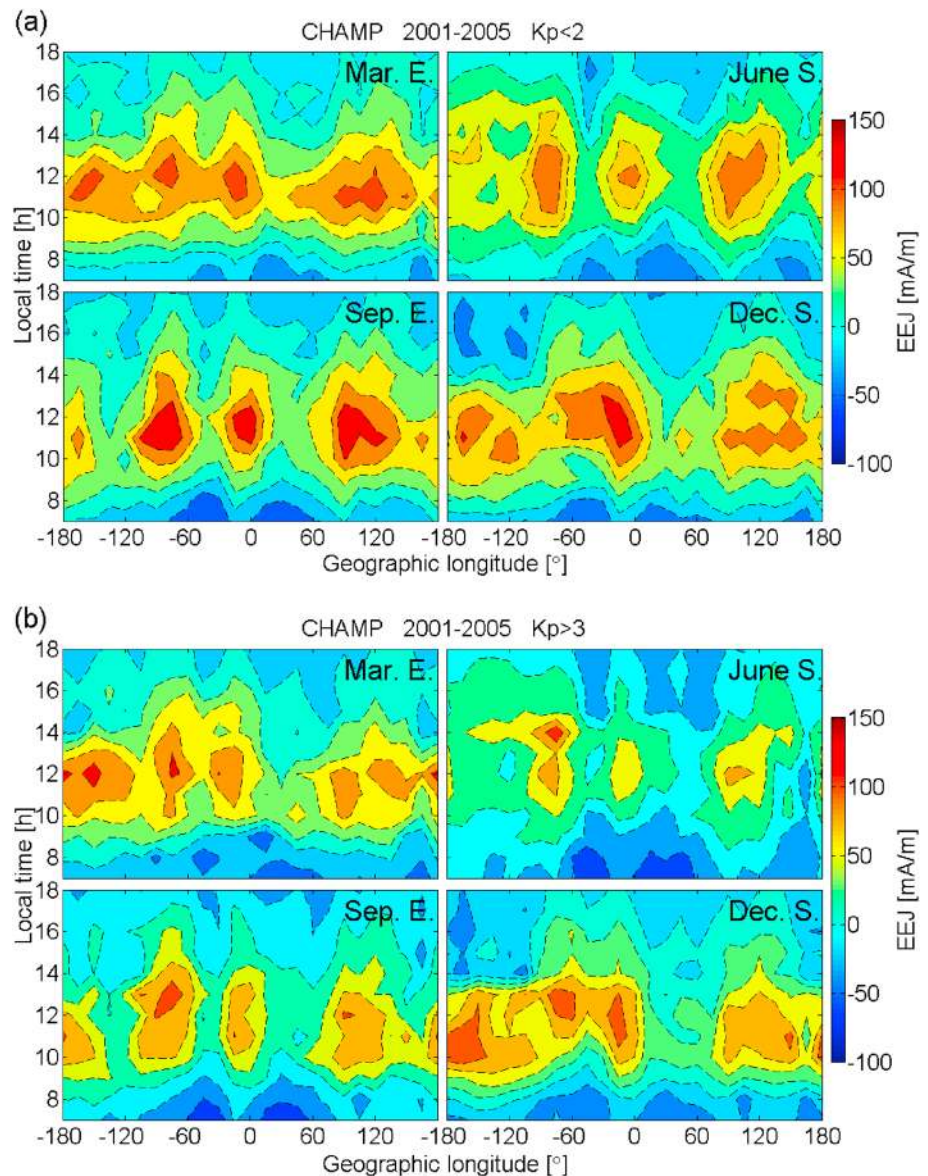 (a)
CHAMP 2001-2005 Kp<2
18
16
14
12
10
8
Mar. E.
June S.
18
16
14
12
10
8
Sep. E.
Dec. S.
Local time [h]
-180 -120 -60 0 60 120 -180 -120 -60 0 60 120 180
Geographic longitude [°]
150
100
50
0
-50
-100
EEJ [mA/m]
(b)
CHAMP 2001-2005 Kp>3
18
16
14
12
10
8
Mar. E.
June S.
18
16
14
12
10
8
Sep. E.
Dec. S.
Local time [h]
-180 -120 -60 0 60 120 -180 -120 -60 0 60 120 180
Geographic longitude [°]
150
100
50
0
-50
-100
EEJ [mA/m]